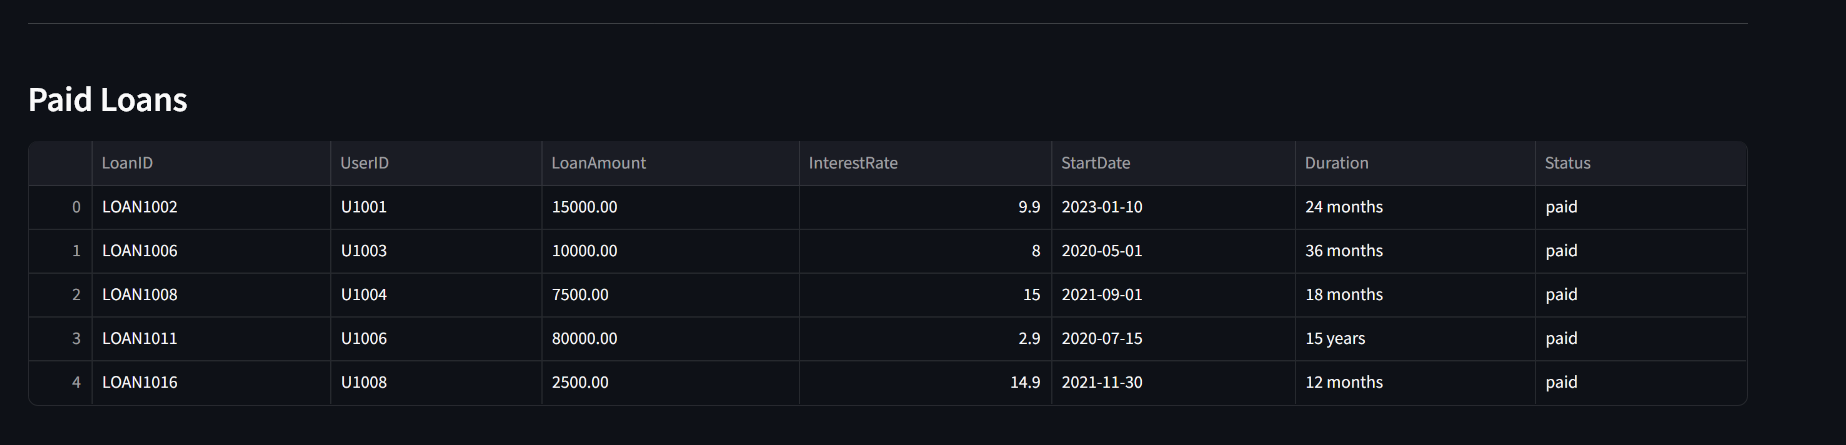 Paid Loans
LoanID UserID LoanAmount InterestRate StartDate Duration Status
0 LOAN1002 U1001 15000.00 9.9 2023-01-10 24 months paid
1 LOAN1006 U1003 10000.00 8 2020-05-01 36 months paid
2 LOAN1008 U1004 7500.00 15 2021-09-01 18 months paid
3 LOAN1011 U1006 80000.00 2.9 2020-07-15 15 years paid
4 LOAN1016 U1008 2500.00 14.9 2021-11-30 12 months paid